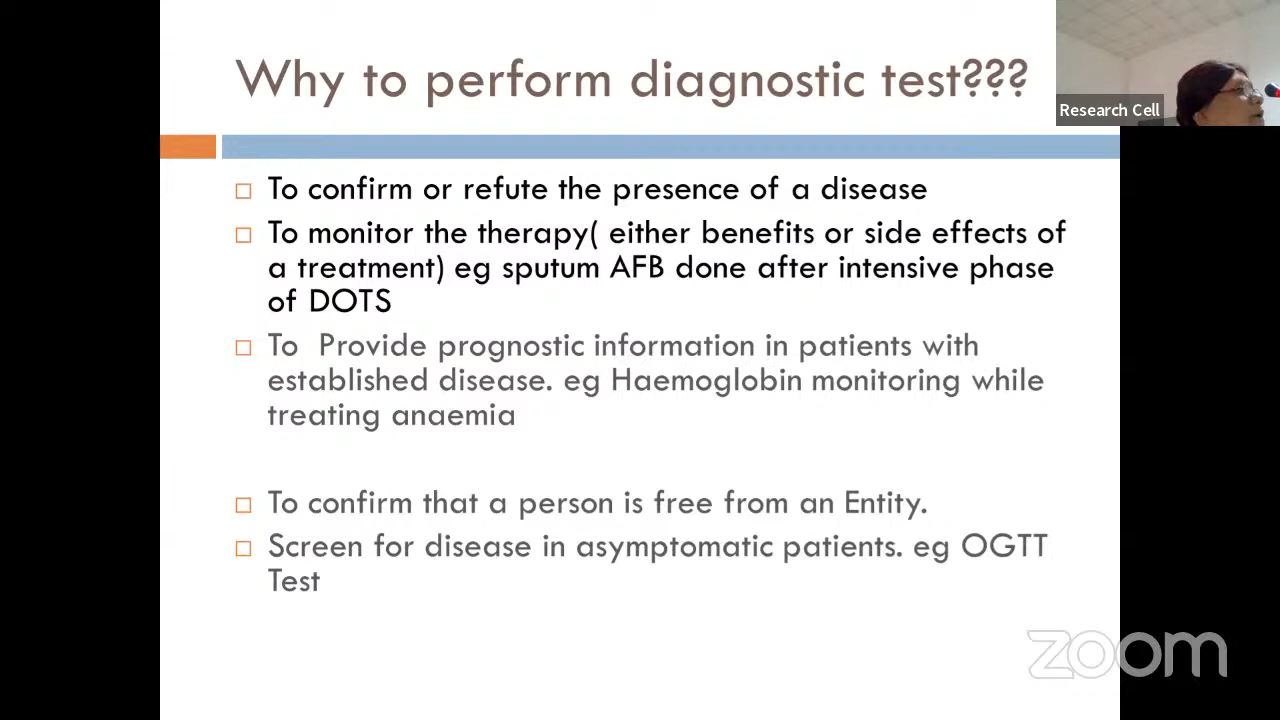 Why to perform diagnostic test???
Research Cell
To confirm or refute the presence of a disease
To monitor the therapy( either benefits or side effects of
a treatment) eg sputum AFB done after intensive phase
of DOTS
To Provide prognostic information in patients with
established disease. eg Haemoglobin monitoring while
treating anaemia
To confirm that a person is free from an Entity.
Screen for disease in asymptomatic patients. eg OGTT
Test
zoom